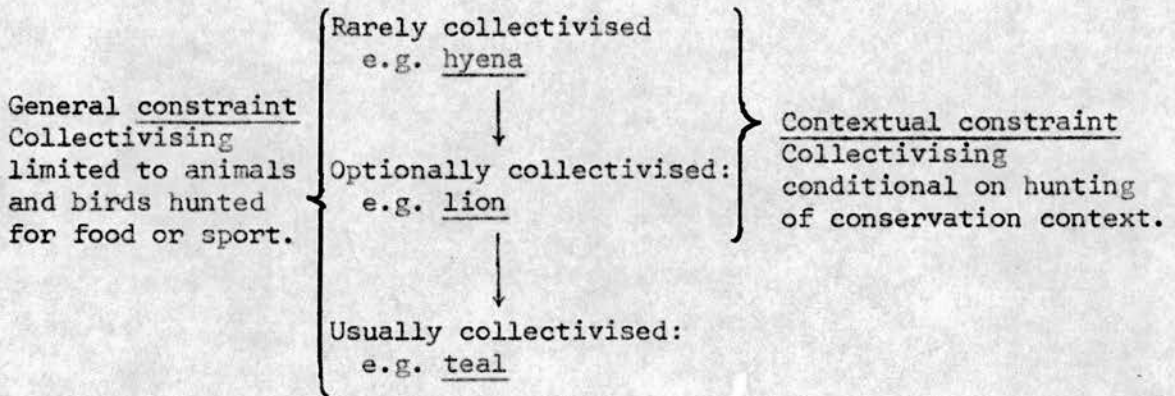 General constraint
Collectivising
limited to animals
and birds hunted
for food or sport.
Rarely collectivised
e.g. hyena
Optionally collectivised:
e.g. lion
Usually collectivised:
e.g. teal
Contextual constraint
Collectivising
conditional on hunting
of conservation context.